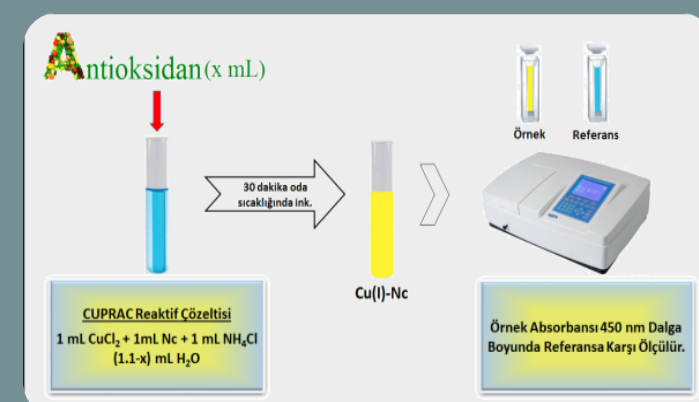 Antioksidan (x mL)
30 dakika oda
sıcaklığında ink.
Cu(I)-Nc
Örnek Referans
CUPRAC Reaktif Çözeltisi
1 mL CuCl₂ + 1mL Nc + 1 mL NH₄Cl
(1.1-x) mL H₂O
Örnek Absorbansı 450 nm Dalga
Boyunda Referansa Karşı Ölçülür.